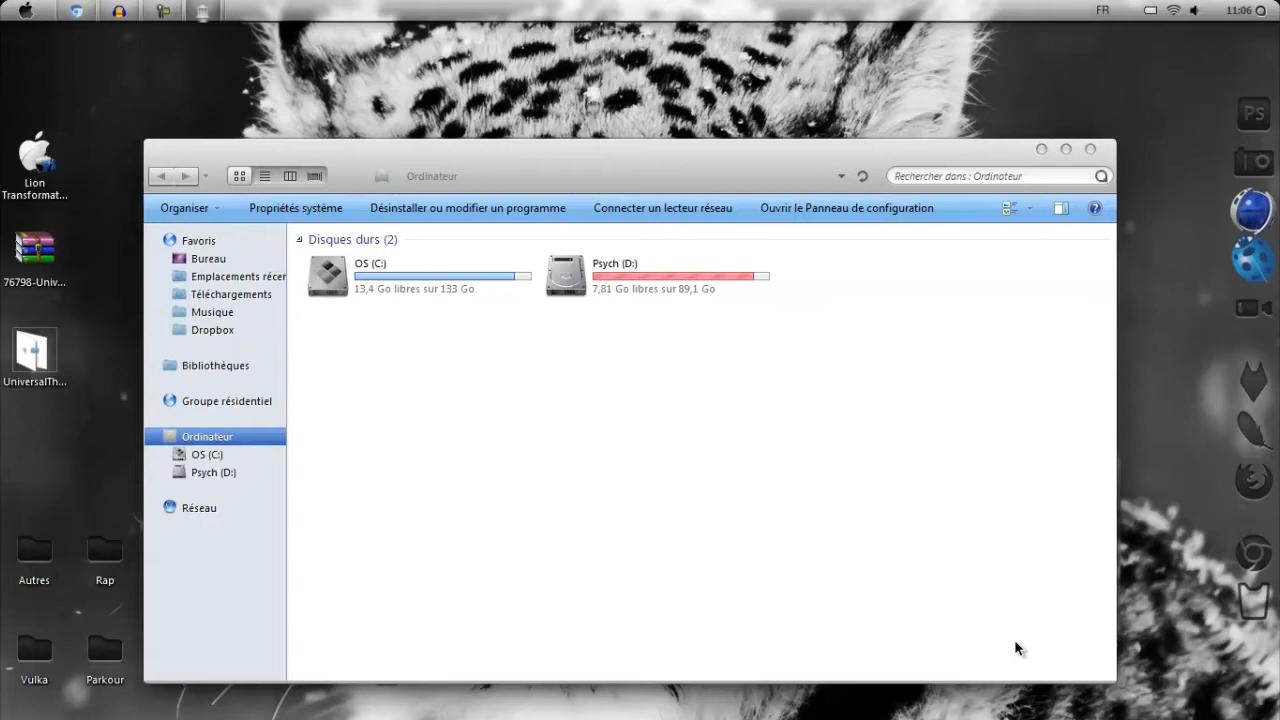 FR
11:06
PS
Lion
Transformat...
76798-Univ...
UniversalTh...
Autres
Rap
Vulka
Parkour
Ordinateur
Rechercher dans : Ordinateur
Organiser
Propriétés système
Désinstaller ou modifier un programme
Connecter un lecteur réseau
Ouvrir le Panneau de configuration
Favoris
Bureau
Emplacements récen
Téléchargements
Musique
Dropbox
Bibliothèques
Groupe résidentiel
Ordinateur
OS (C:)
Psych (D:)
Réseau
Disques durs (2)
OS (C:)
13,4 Go libres sur 133 Go
Psych (D:)
7,81 Go libres sur 89,1 Go